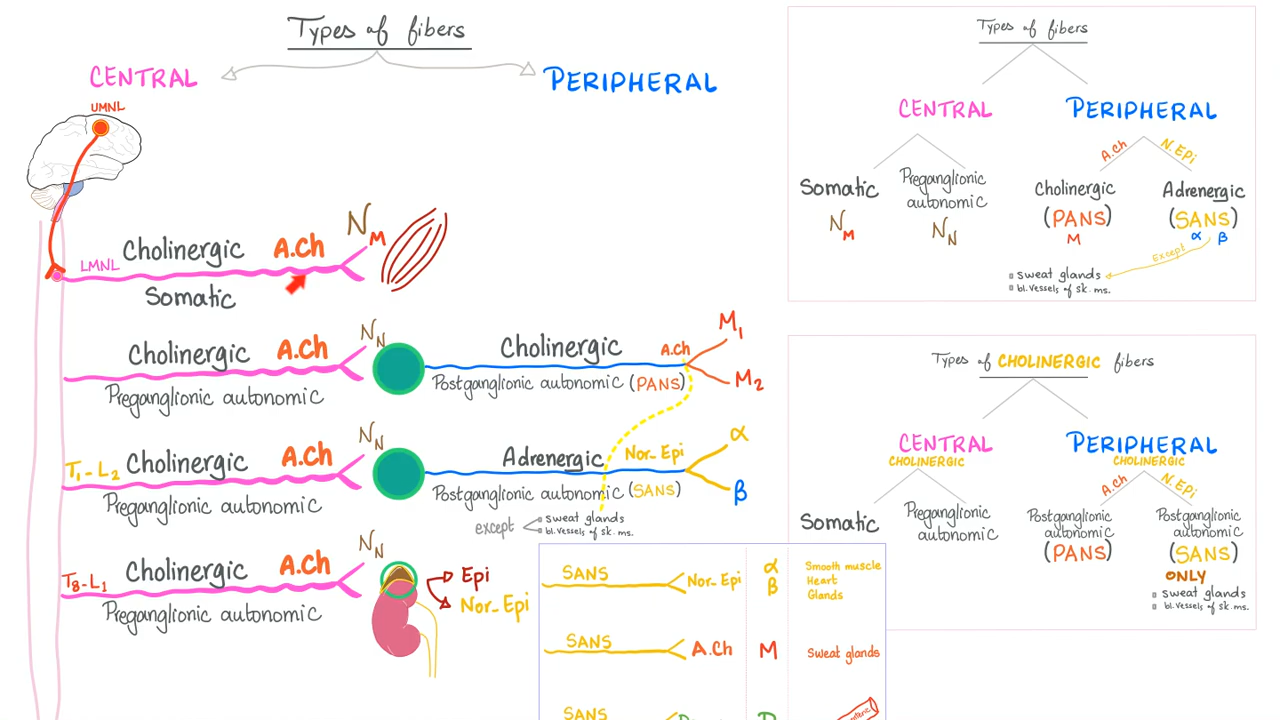 Types of fibers
CENTRAL
PERIPHERAL
UMNL
LMNL
Cholinergic A.Ch
N M
Somatic
Cholinergic A.Ch
N N
Preganglionic autonomic
Cholinergic
A.Ch
M1
M2
Postganglionic autonomic (PANS)
T1-L2 Cholinergic A.Ch
N N
Preganglionic autonomic
Adrenergic
Nor-Epi
α
β
Postganglionic autonomic (SANS)
except
sweat glands
bl. vessels of sk. ms.
T8-L1 Cholinergic A.Ch
N N
Preganglionic autonomic
Epi
Nor-Epi
SANS
Nor-Epi
α
β
Smooth muscle
Heart
Glands
SANS
A.Ch
M
Sweat glands
SANS
Types of fibers
CENTRAL
PERIPHERAL
A.Ch
N.Epi
Somatic
N M
Preganglionic
autonomic
N N
Cholinergic
(PANS)
M
Adrenergic
(SANS)
α β
Except
sweat glands
bl. vessels of sk. ms.
Types of CHOLINERGIC fibers
CENTRAL
CHOLINERGIC
PERIPHERAL
CHOLINERGIC
A.Ch
N.Epi
Somatic
Preganglionic
autonomic
Postganglionic
autonomic
(PANS)
Postganglionic
autonomic
(SANS)
ONLY
sweat glands
bl. vessels of sk. ms.